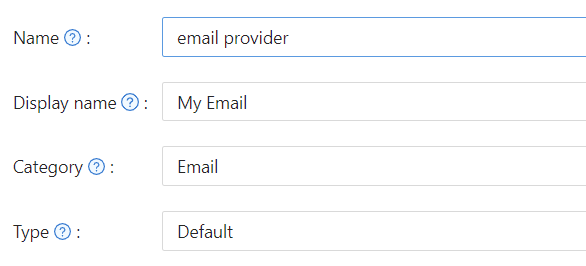 Name ? : email provider
Display name ? : My Email
Category ? : Email
Type ? : Default